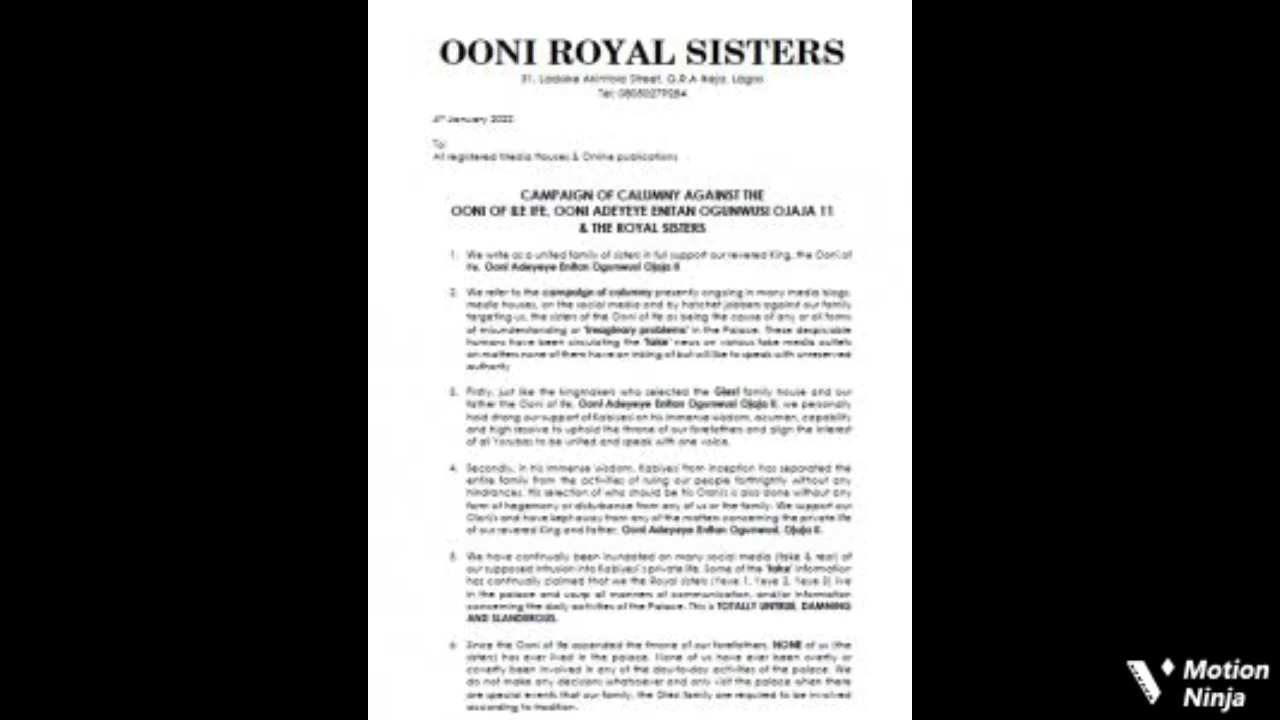 OONI ROYAL SISTERS
31, Ladoke Akintola Street, G.R.A Ikeja, Lagos
Tel:
4th January 2022
To
All registered Media Houses & Online publications
CAMPAIGN OF CALUMNY AGAINST THE
OONI OF ILE IFE, OONI ADEYEYE ENITAN OGUNWUSI OJAJA 11
& THE ROYAL SISTERS
1. We write as a united family of sisters in full support our revered King, the Ooni of
Ife, Ooni Adeyeye Enitan Ogunwusi Ojaja II
2. We refer to the campaign of calumny presently ongoing in many media blogs,
media houses, on the social media and by hatchet jobbers against our family
targeting us, the sisters of the Ooni of Ife as being the cause of any or all forms
of misunderstanding or 'imaginary problems' in the Palace. These despicable
humans have been circulating the 'fake' news on various fake media outlets
on matters none of them have an inkling of but will like to speak with unreserved
authority
3. Firstly, just like the kingmakers who selected the Giesi family house and our
father the Ooni of Ife, Ooni Adeyeye Enitan Ogunwusi Ojaja II, we personally
hold strong our support of Kabiyesi on his immense wisdom, acumen, capability
and high resolve to uphold the throne of our forefathers and align the interest
of all Yorubas to be united and speak with one voice.
4. Secondly, in his immense wisdom, Kabiyesi from inception has separated the
entire family from the activities of ruling our people forthrightly without any
hindrances. His selection of who should be his Olori/s is also done without any
form of hegemony or disturbance from any of us or the family. We support our
Olori/s and have kept away from any of the matters concerning the private life
of our revered King and Father, Ooni Adeyeye Enitan Ogunwusi, Ojaja II.
5. We have continually been inundated on many social media (fake & real) of
our supposed intrusion into Kabiyesi's private life. Some of the 'fake' information
has continually claimed that we the Royal sisters (Yeye 1, Yeye 2, Yeye 3) live
in the palace and usurp all manners of communication, and/or information
concerning the daily activities of the Palace. This is TOTALLY UNTRUE, DAMNING
AND SLANDEROUS.
6. Since the Ooni of Ife ascended the throne of our forefathers, NONE of us (the
sisters) has ever lived in the palace. None of us have ever been overtly or
covertly been involved in any of the day-to-day activities of the palace. We
do not make any decisions whatsoever and only visit the palace when there
are special events that our family, the Giesi family are required to be involved
according to tradition.
Motion
Ninja